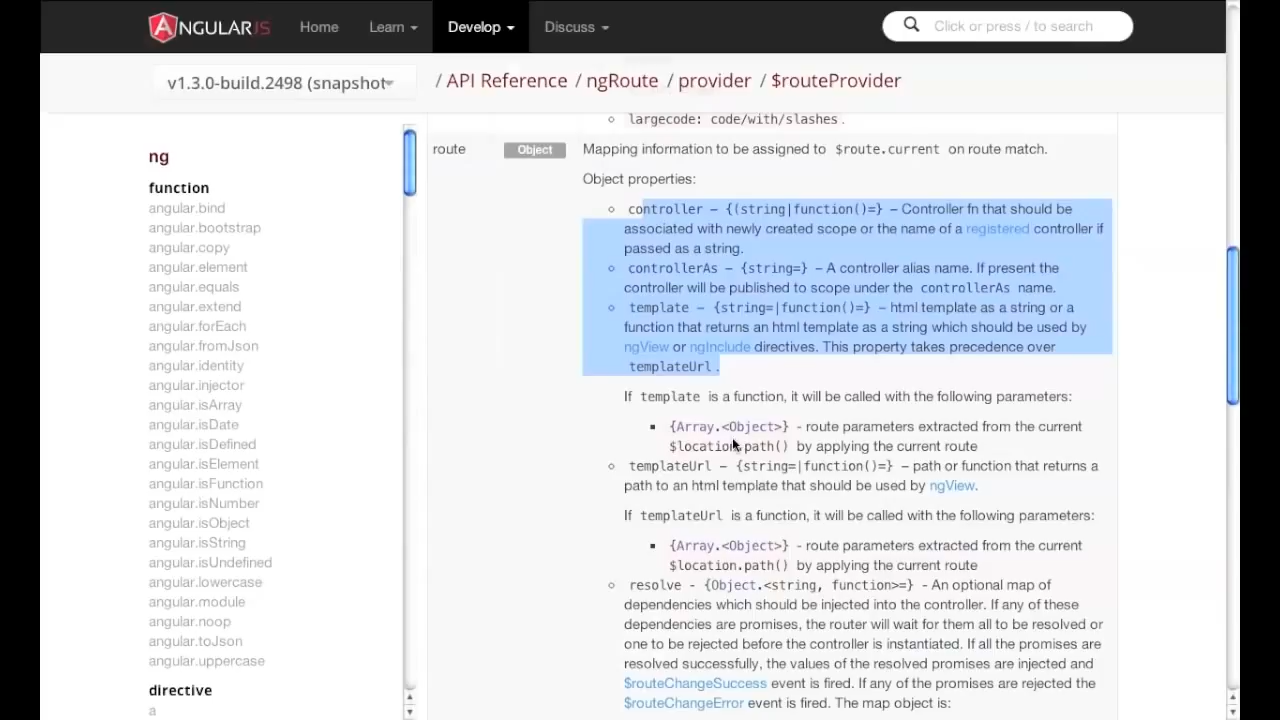 ANGULARJS Home Learn Develop Discuss Click or press / to search
v1.3.0-build.2498 (snapshot / API Reference / ngRoute / provider / $routeProvider
ng
function
angular.bind
angular.bootstrap
angular.copy
angular.element
angular.equals
angular.extend
angular.forEach
angular.fromJson
angular.identity
angular.injector
angular.isArray
angular.isDate
angular.isDefined
angular.isElement
angular.isFunction
angular.isNumber
angular.isObject
angular.isString
angular.isUndefined
angular.lowercase
angular.module
angular.noop
angular.toJson
angular.uppercase
directive
a
largecode: code/with/slashes.
route Object Mapping information to be assigned to $route.current on route match.
Object properties:
controller – {(string|function()=} – Controller fn that should be
associated with newly created scope or the name of a registered controller if
passed as a string.
controllerAs – {string=} – A controller alias name. If present the
controller will be published to scope under the controllerAs name.
template – {string=|function()=} – html template as a string or a
function that returns an html template as a string which should be used by
ngView or ngInclude directives. This property takes precedence over
templateUrl.
If template is a function, it will be called with the following parameters:
{Array.<Object>} - route parameters extracted from the current
$location.path() by applying the current route
templateUrl – {string=|function()=} – path or function that returns a
path to an html template that should be used by ngView.
If templateUrl is a function, it will be called with the following parameters:
{Array.<Object>} - route parameters extracted from the current
$location.path() by applying the current route
resolve - {Object.<string, function>=} - An optional map of
dependencies which should be injected into the controller. If any of these
dependencies are promises, the router will wait for them all to be resolved or
one to be rejected before the controller is instantiated. If all the promises are
resolved successfully, the values of the resolved promises are injected and
$routeChangeSuccess event is fired. If any of the promises are rejected the
$routeChangeError event is fired. The map object is: